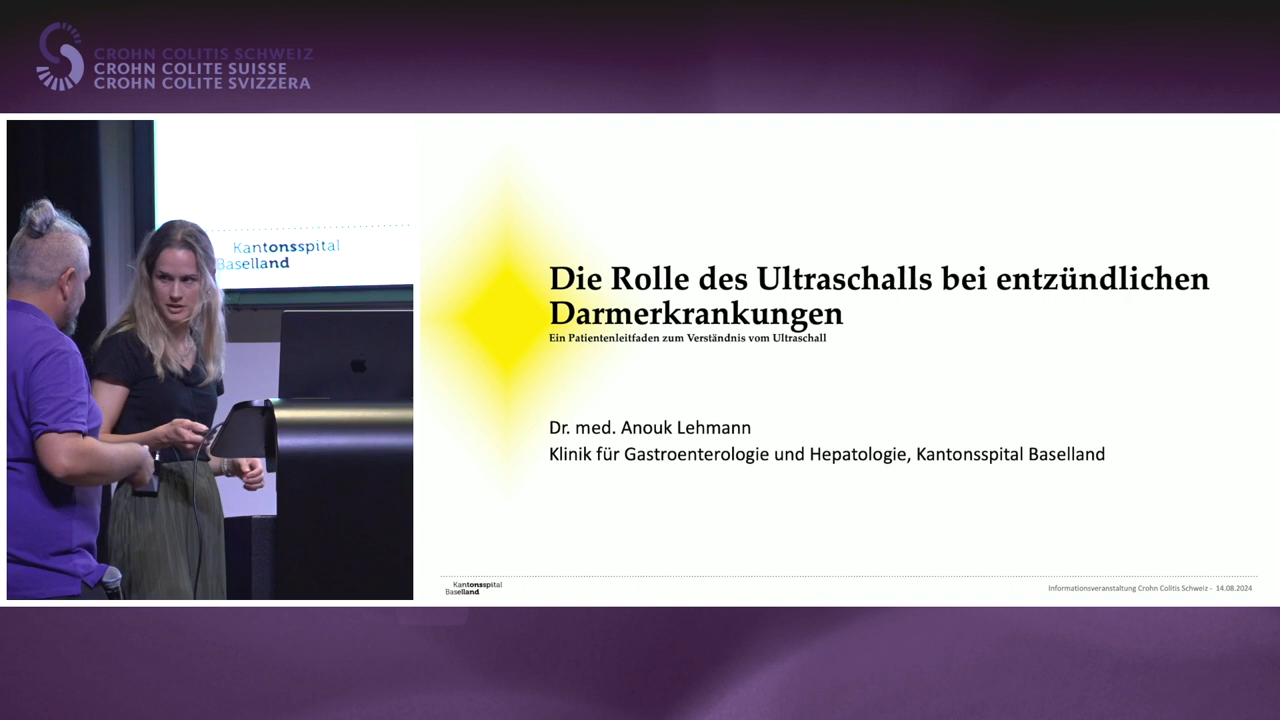 CROHN COLITIS SCHWEIZ
CROHN COLITE SUISSE
CROHN COLITE SVIZZERA
Kantonsspital
Baselland
Die Rolle des Ultraschalls bei entzündlichen
Darmerkrankungen
Ein Patientenleitfaden zum Verständnis vom Ultraschall
Dr. med. Anouk Lehmann
Klinik für Gastroenterologie und Hepatologie, Kantonsspital Baselland
Kantonsspital
Baselland
Informationsveranstaltung Crohn Colitis Schweiz - 14.08.2024